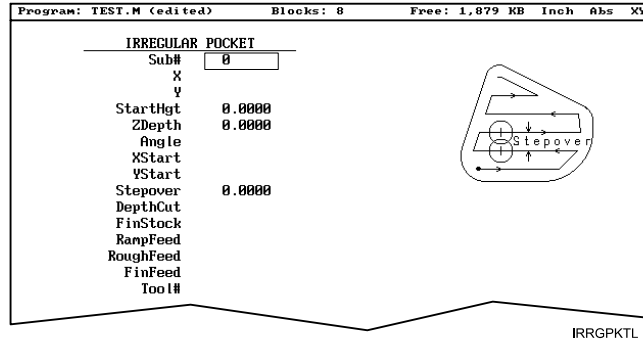 Program: TEST.M (edited) Blocks: 8 Free: 1,879 KB Inch Abs XY
IRREGULAR POCKET
Sub# 0
X
Y
StartHgt 0.0000
ZDepth 0.0000
Angle
XStart
YStart
Stepover 0.0000
DepthCut
FinStock
RampFeed
RoughFeed
FinFeed
Tool#
Stepover
IRRGPKTL